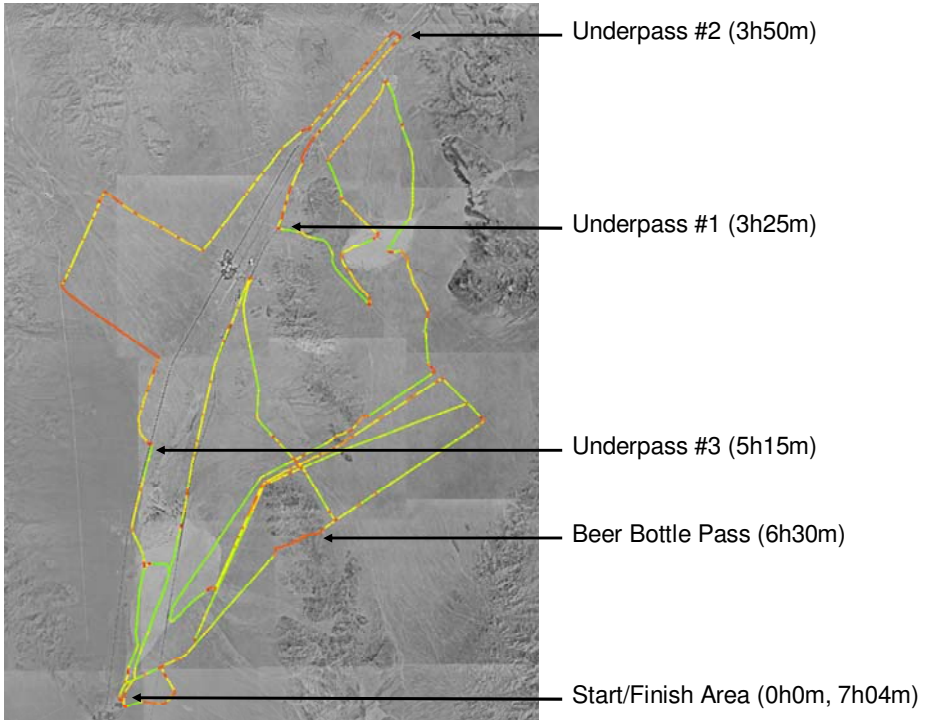 Underpass #2 (3h50m)
Underpass #1 (3h25m)
Underpass #3 (5h15m)
Beer Bottle Pass (6h30m)
Start/Finish Area (0h0m, 7h04m)